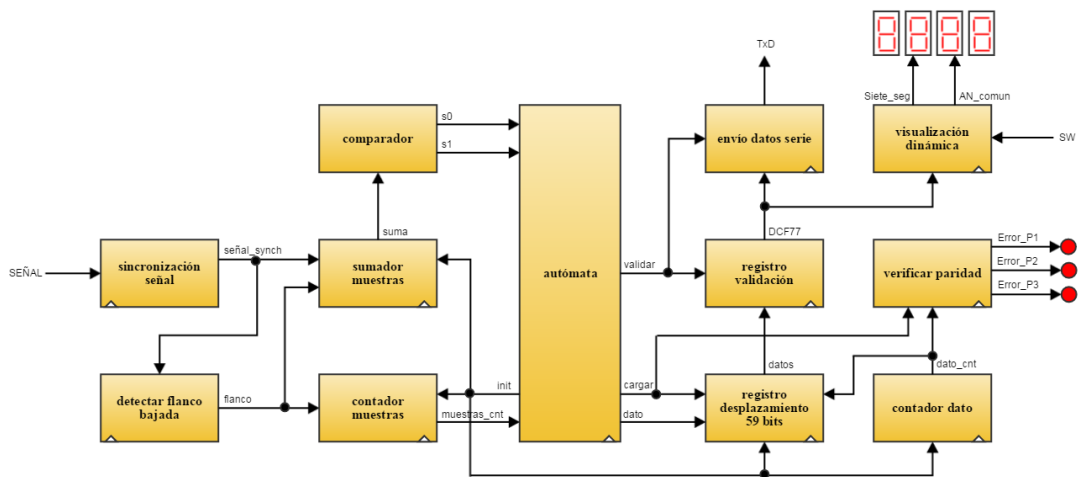 TxD
Siete_seg
AN_comun
comparador
s0
s1
envío datos serie
visualización
dinámica
SW
suma
DCF77
SEÑAL
sincronización
señal
señal_synch
sumador
muestras
autómata
validar
registro
validación
verificar paridad
Error_P1
Error_P2
Error_P3
detectar flanco
bajada
flanco
contador
muestras
init
muestras_cnt
cargar
dato
datos
registro
desplazamiento
59 bits
dato_cnt
contador dato